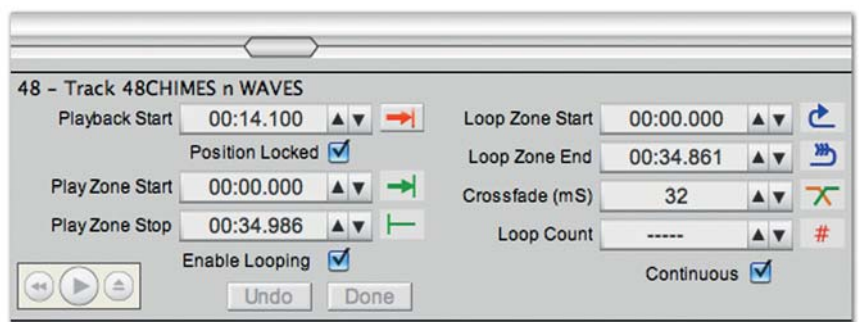 48 – Track 48CHIMES n WAVES
Playback Start 00:14.100
Position Locked
Play Zone Start 00:00.000
Play Zone Stop 00:34.986
Enable Looping
Undo Done
Loop Zone Start 00:00.000
Loop Zone End 00:34.861
Crossfade (mS) 32
Loop Count ----- #
Continuous